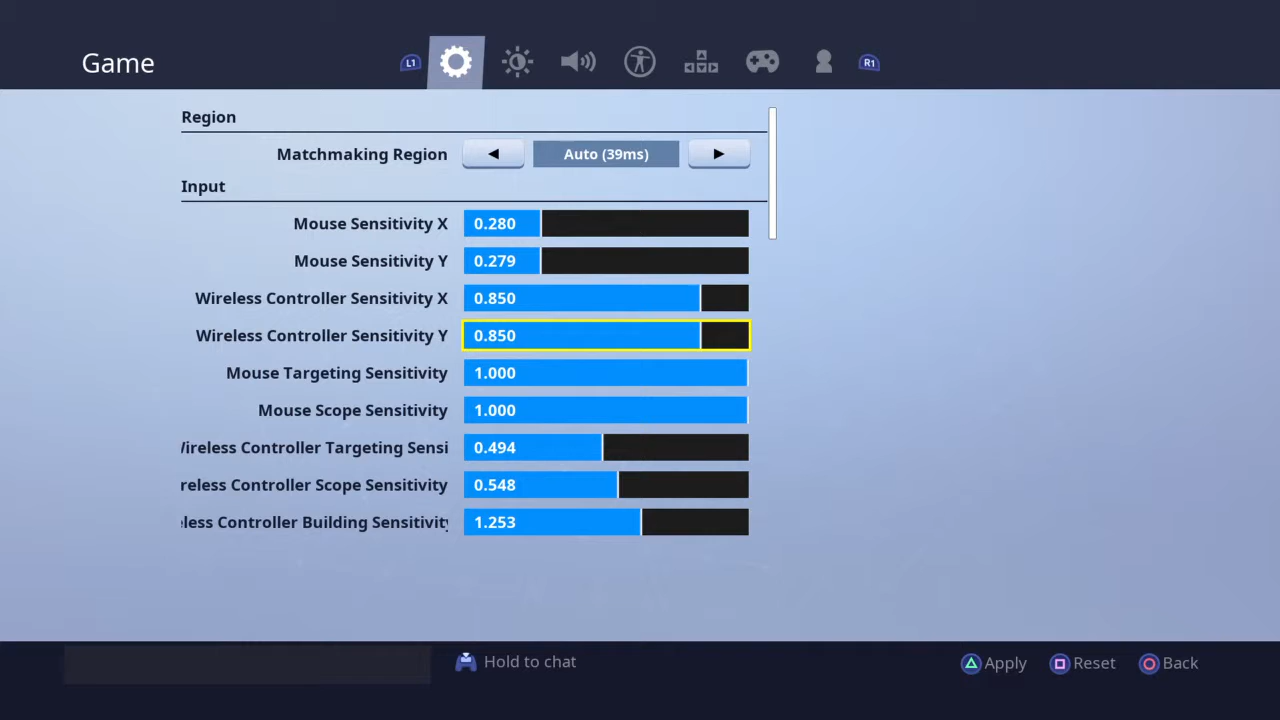 Game
L1
R1
Region
Matchmaking Region Auto (39ms)
Input
Mouse Sensitivity X 0.280
Mouse Sensitivity Y 0.279
Wireless Controller Sensitivity X 0.850
Wireless Controller Sensitivity Y 0.850
Mouse Targeting Sensitivity 1.000
Mouse Scope Sensitivity 1.000
ireless Controller Targeting Sensi 0.494
reless Controller Scope Sensitivity 0.548
less Controller Building Sensitivity 1.253
Hold to chat
Apply Reset Back